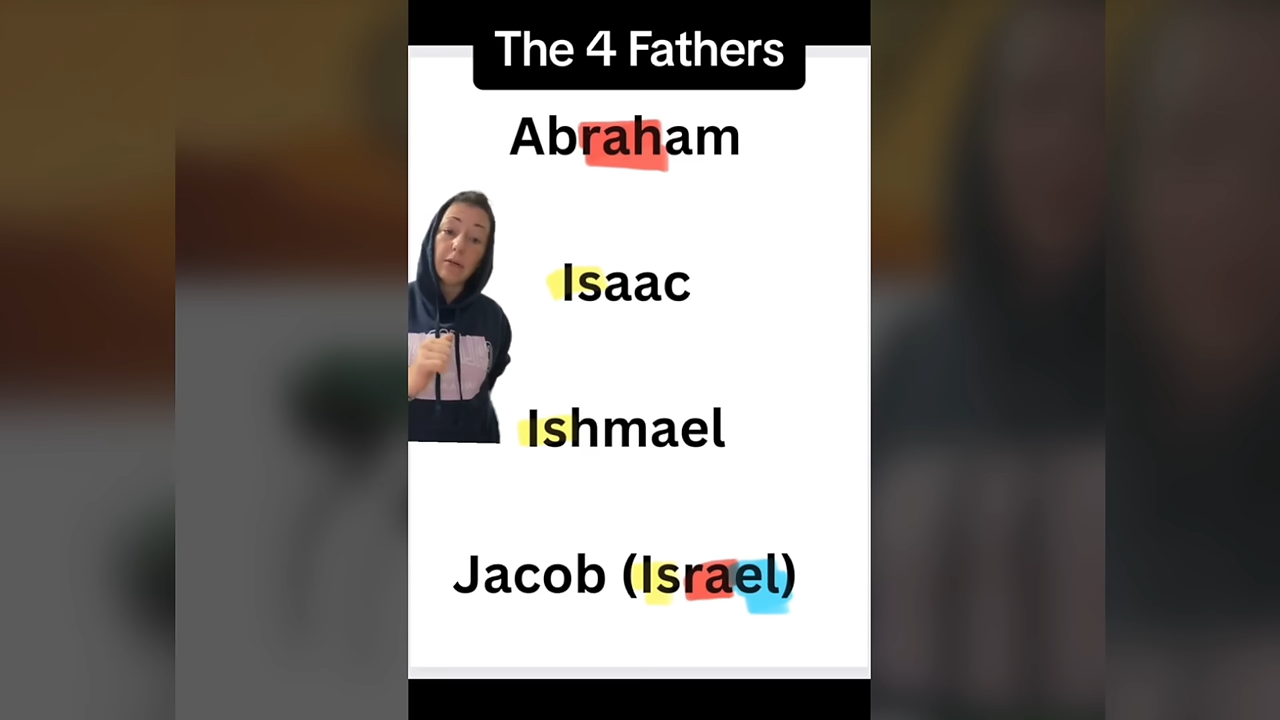 The 4 Fathers
Abraham
Isaac
Ishmael
Jacob (Israel)